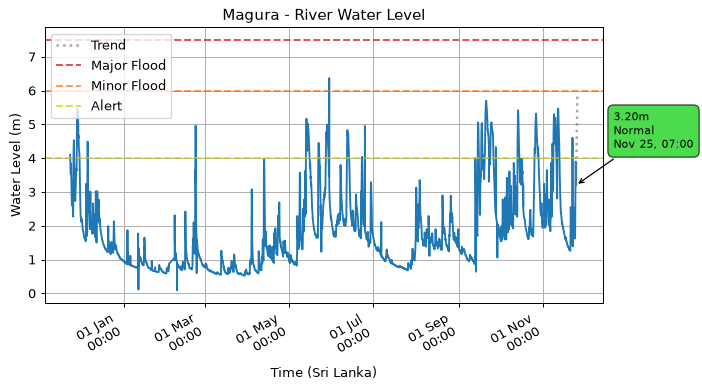 Magura - River Water Level
Trend
Major Flood
Minor Flood
Alert
3.20m
Normal
Nov 25, 07:00
Water Level (m)
7
6
5
4
3
2
1
0
01 Jan
00:00
01 Mar
00:00
01 May
00:00
01 Jul
00:00
01 Sep
00:00
01 Nov
00:00
Time (Sri Lanka)